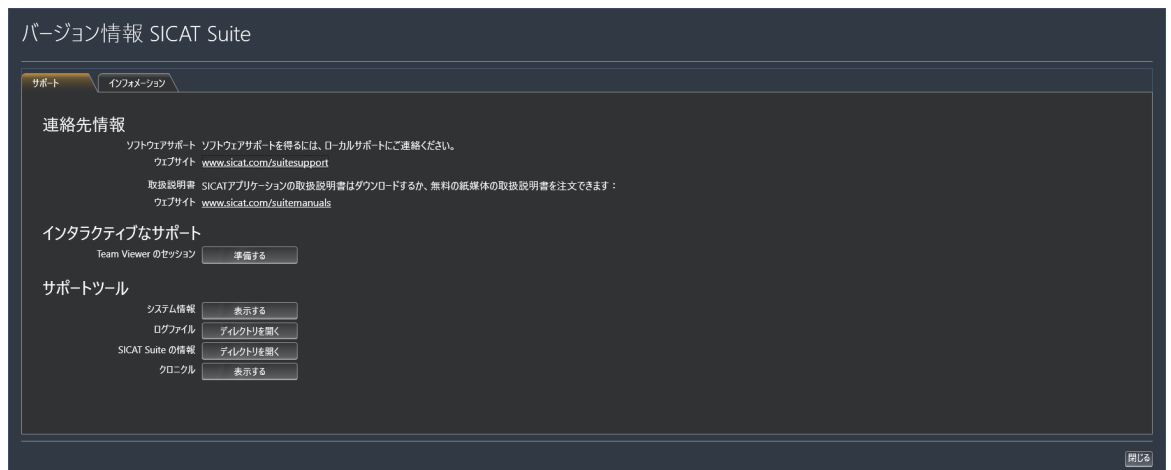 バージョン情報 SICAT Suite
サポート インフォメーション
連絡先情報
ソフトウェアサポート ソフトウェアサポートを得るには、ローカルサポートにご連絡ください。
ウェブサイト www.sicat.com/suitesupport
取扱説明書 SICATアプリケーションの取扱説明書はダウンロードするか、無料の紙媒体の取扱説明書を注文できます：
ウェブサイト www.sicat.com/suitemanuals
インタラクティブなサポート
Team Viewer のセッション 準備する
サポートツール
システム情報 表示する
ログファイル ディレクトリを開く
SICAT Suite の情報 ディレクトリを開く
クロニクル 表示する
閉じる